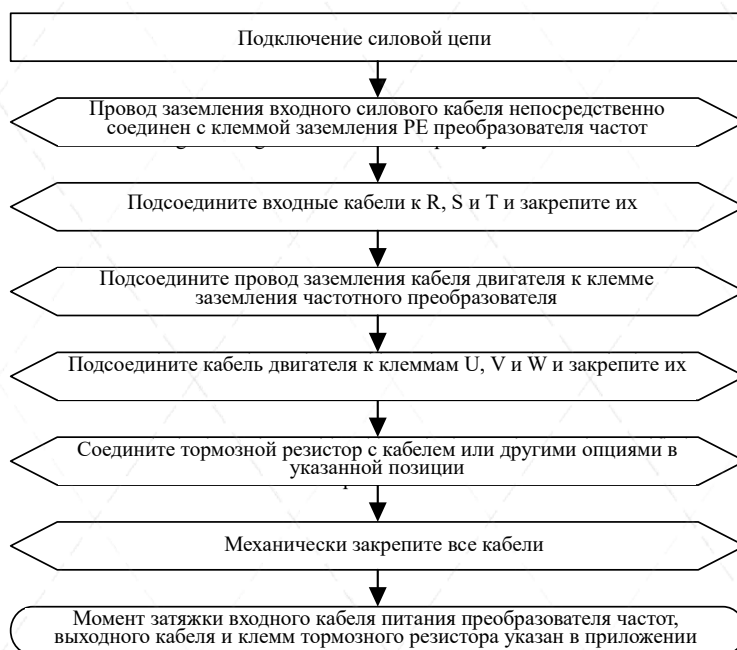 Подключение силовой цепи
Провод заземления входного силового кабеля непосредственно
соединен с клеммой заземления PE преобразователя частот
Подсоедините входные кабели к R, S и T и закрепите их
Подсоедините провод заземления кабеля двигателя к клемме
заземления частотного преобразователя
Подсоедините кабель двигателя к клеммам U, V и W и закрепите их
Соедините тормозной резистор с кабелем или другими опциями в
указанной позиции
Механически закрепите все кабели
Момент затяжки входного кабеля питания преобразователя частот,
выходного кабеля и клемм тормозного резистора указан в приложении